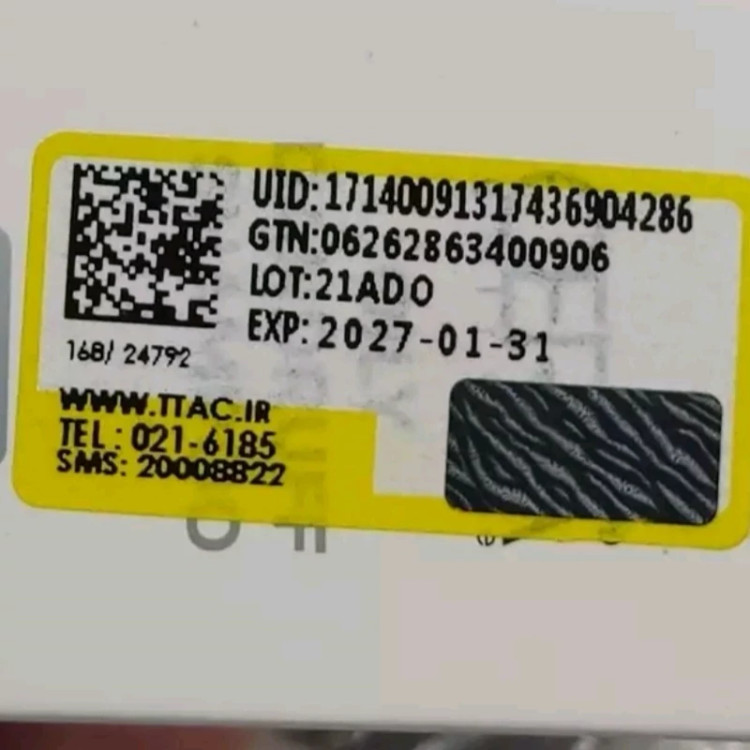 UID:17140091317436904286
GTN:06262863400906
LOT:21ADO
EXP: 2027-01-31
168/ 24792
WWW.TTAC.IR
TEL : 021-6185
SMS: 20008822